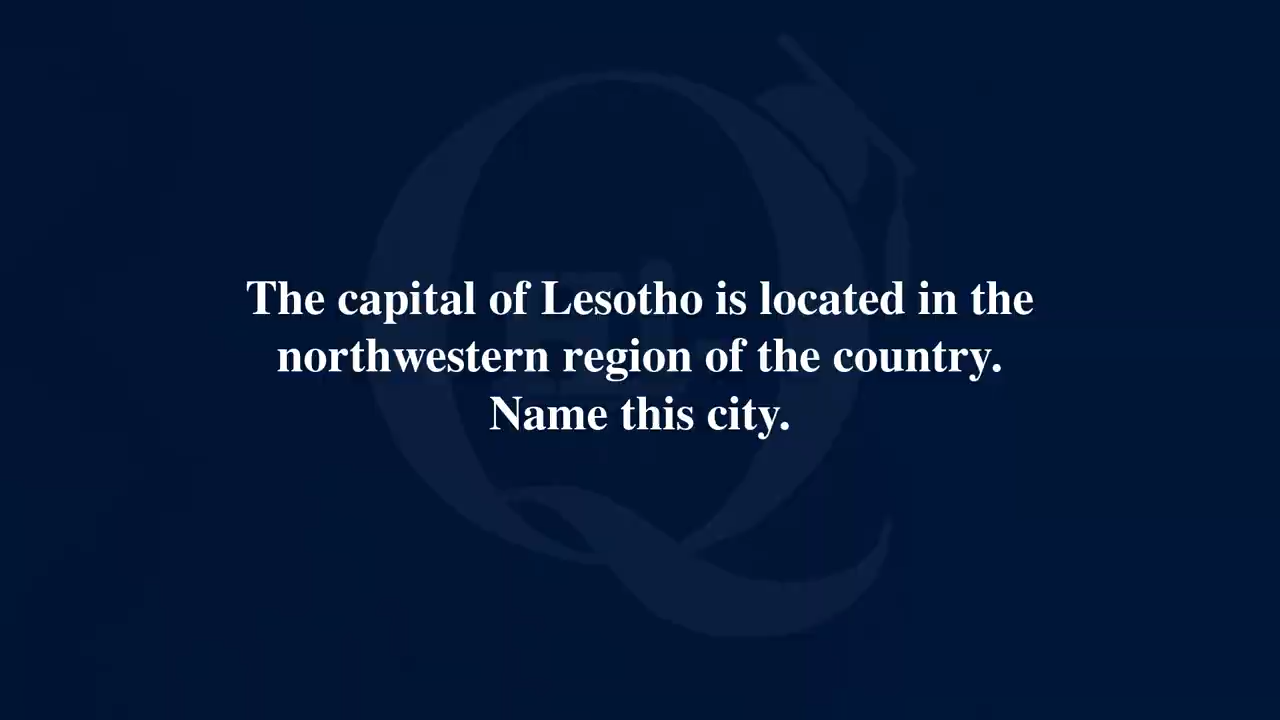 The capital of Lesotho is located in the
northwestern region of the country.
Name this city.